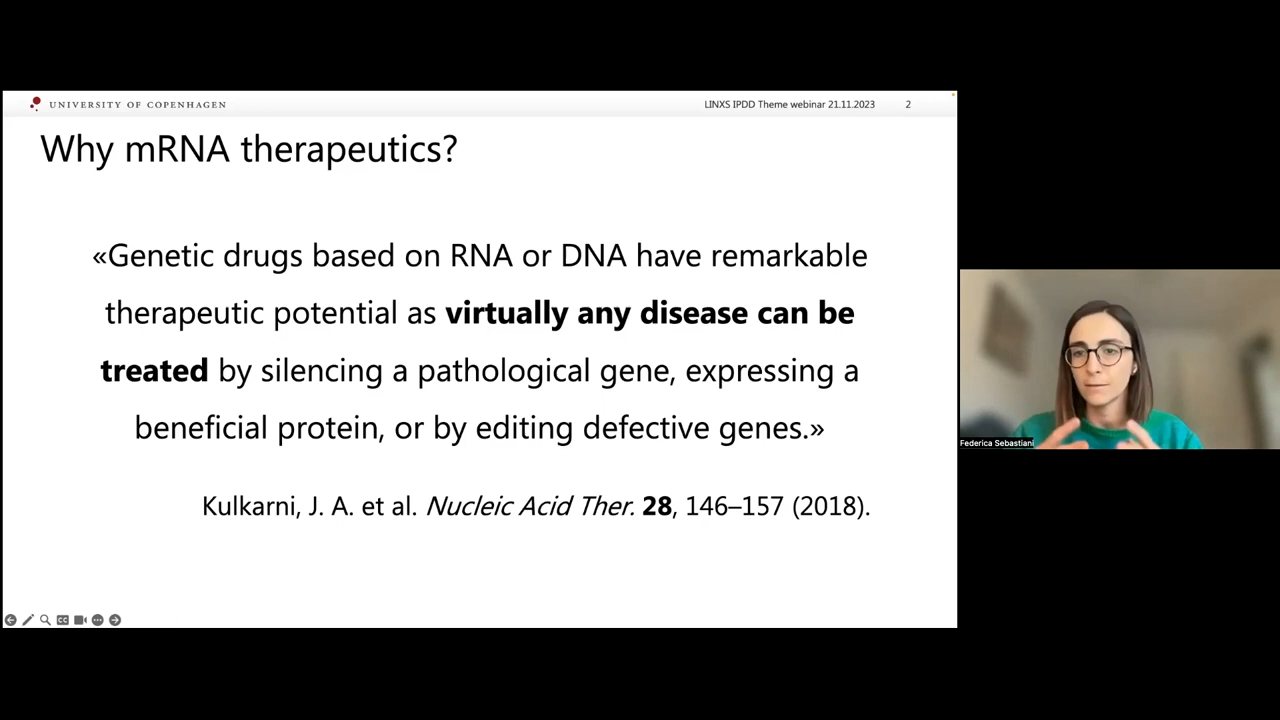 UNIVERSITY OF COPENHAGEN
LINXS IPDD Theme webinar 21.11.2023 2
Why mRNA therapeutics?
«Genetic drugs based on RNA or DNA have remarkable
therapeutic potential as virtually any disease can be
treated by silencing a pathological gene, expressing a
beneficial protein, or by editing defective genes.»
Kulkarni, J. A. et al. Nucleic Acid Ther. 28, 146–157 (2018).
CC
Federica Sebastiani